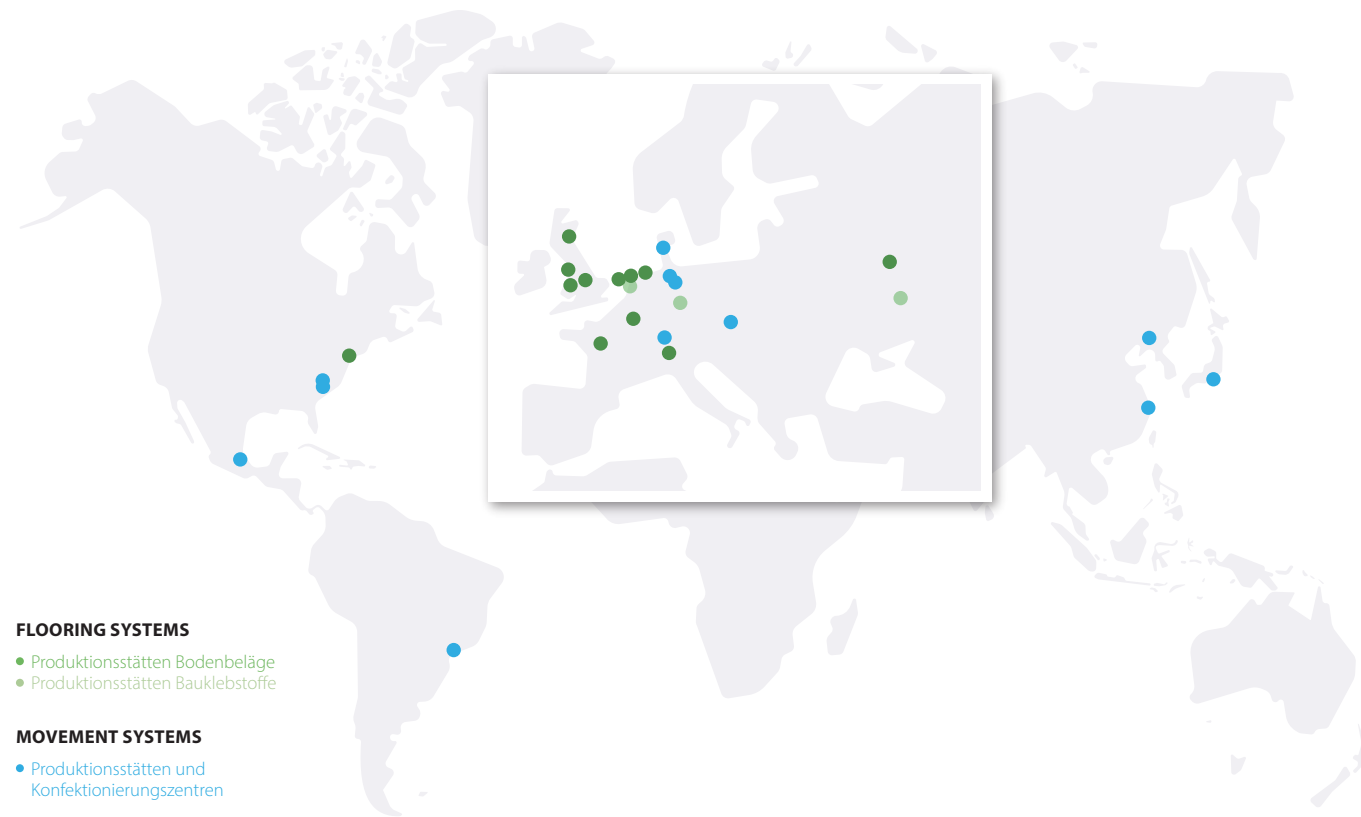 FLOORING SYSTEMS
Produktionsstätten Bodenbeläge
Produktionsstätten Bauklebstoffe
MOVEMENT SYSTEMS
Produktionsstätten und
Konfektionierungszentren